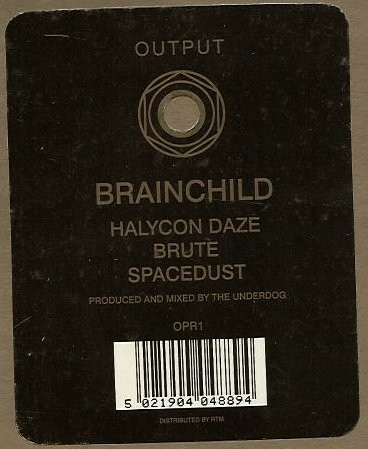 OUTPUT
BRAINCHILD
HALYCON DAZE
BRUTE
SPACEDUST
PRODUCED AND MIXED BY THE UNDERDOG
OPR1
5 021904 048894
DISTRIBUTED BY RTM